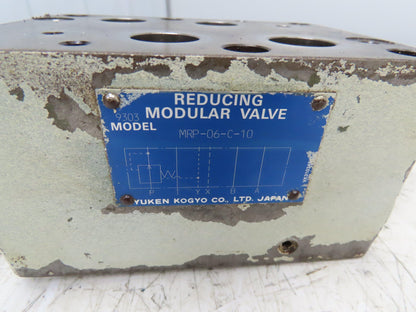 REDUCING
MODULAR VALVE
9303
MODEL
MRP-06-C-10
P Y X B A
YUKEN KOGYO CO., LTD. JAPAN